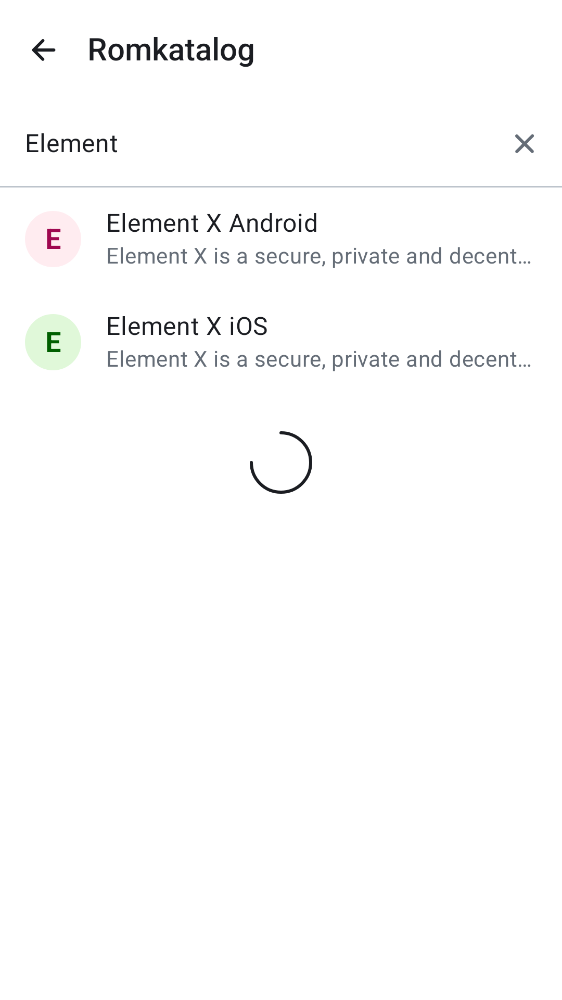 Romkatalog
Element
E
Element X Android
Element X is a secure, private and decent…
E
Element X iOS
Element X is a secure, private and decent…